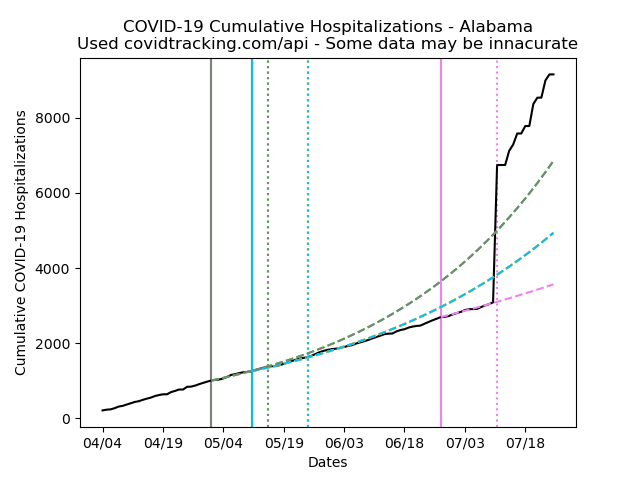 COVID-19 Cumulative Hospitalizations - Alabama
Used covidtracking.com/api - Some data may be innacurate
Cumulative COVID-19 Hospitalizations
8000
6000
4000
2000
0
04/04 04/19 05/04 05/19 06/03 06/18 07/03 07/18
Dates